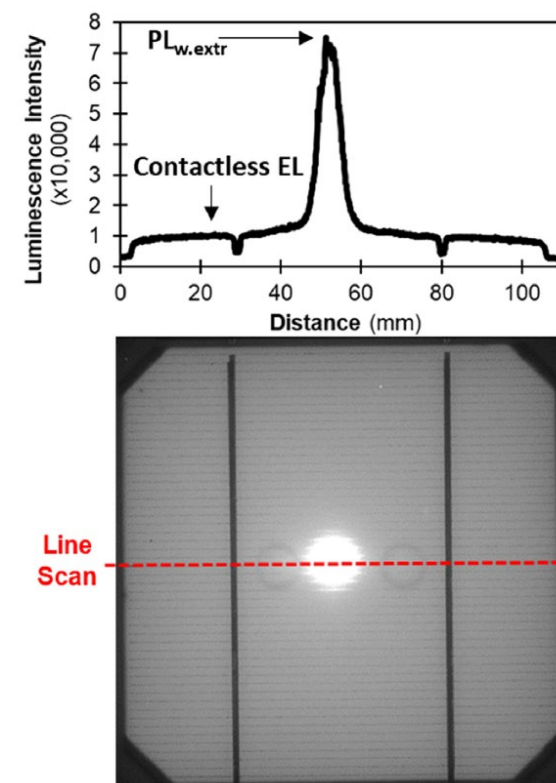 8
7
6
5
4
3
2
1
0
Luminescence Intensity
(x10,000)
PLw.extr
Contactless EL
0 20 40 60 80 100
Distance (mm)
Line
Scan